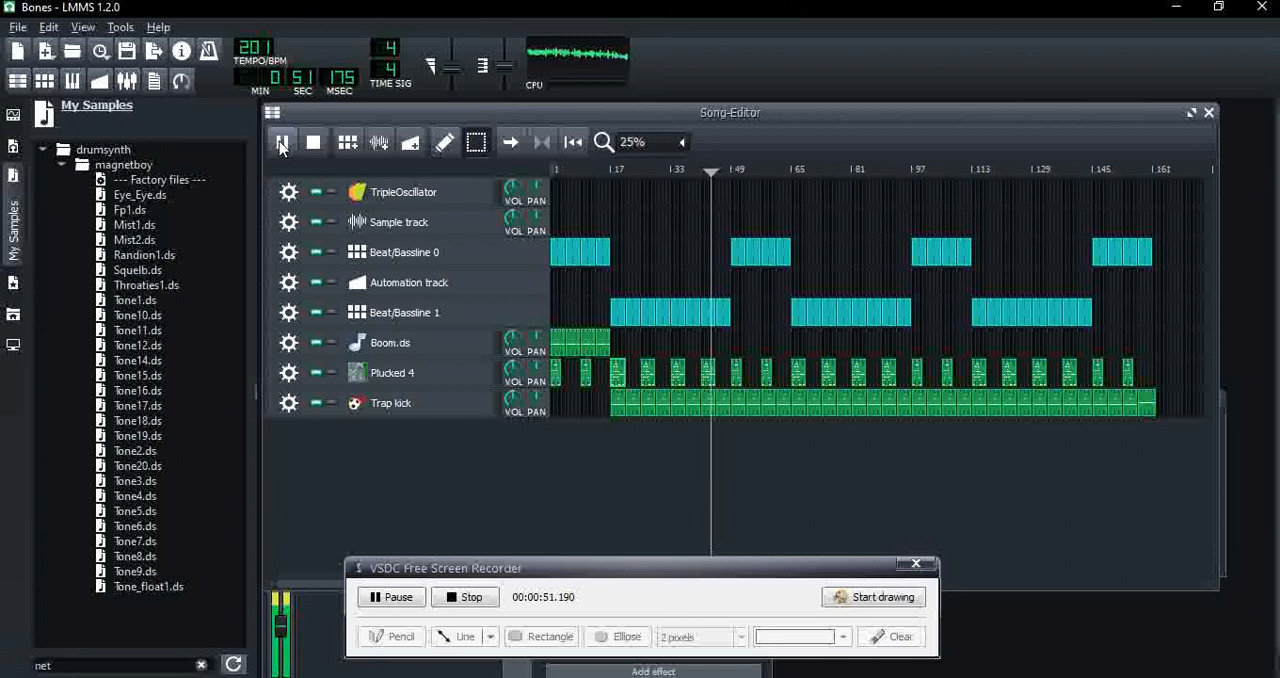 Bones - LMMS 1.2.0
File Edit View Tools Help
201
TEMPO/BPM
0 51 175
MIN SEC MSEC
4
4
TIME SIG
CPU
My Samples
My Samples
drumsynth
magnetboy
--- Factory files ---
Eye_Eye.ds
Fp1.ds
Mist1.ds
Mist2.ds
Randion1.ds
Squelb.ds
Throaties1.ds
Tone1.ds
Tone10.ds
Tone11.ds
Tone12.ds
Tone14.ds
Tone15.ds
Tone16.ds
Tone17.ds
Tone18.ds
Tone19.ds
Tone2.ds
Tone20.ds
Tone3.ds
Tone4.ds
Tone5.ds
Tone6.ds
Tone7.ds
Tone8.ds
Tone9.ds
Tone_float1.ds
net
Song-Editor
25%
1 17 33 49 65 81 97 113 129 145 161
TripleOscillator VOL PAN
Sample track VOL PAN
Beat/Bassline 0
Automation track
Beat/Bassline 1
Boom.ds VOL PAN
Plucked 4 VOL PAN
Trap kick VOL PAN
VSDC Free Screen Recorder
Pause Stop 00:00:51.190 Start drawing
Pencil Line Rectangle Ellipse 2 pixels Clear
Add effect